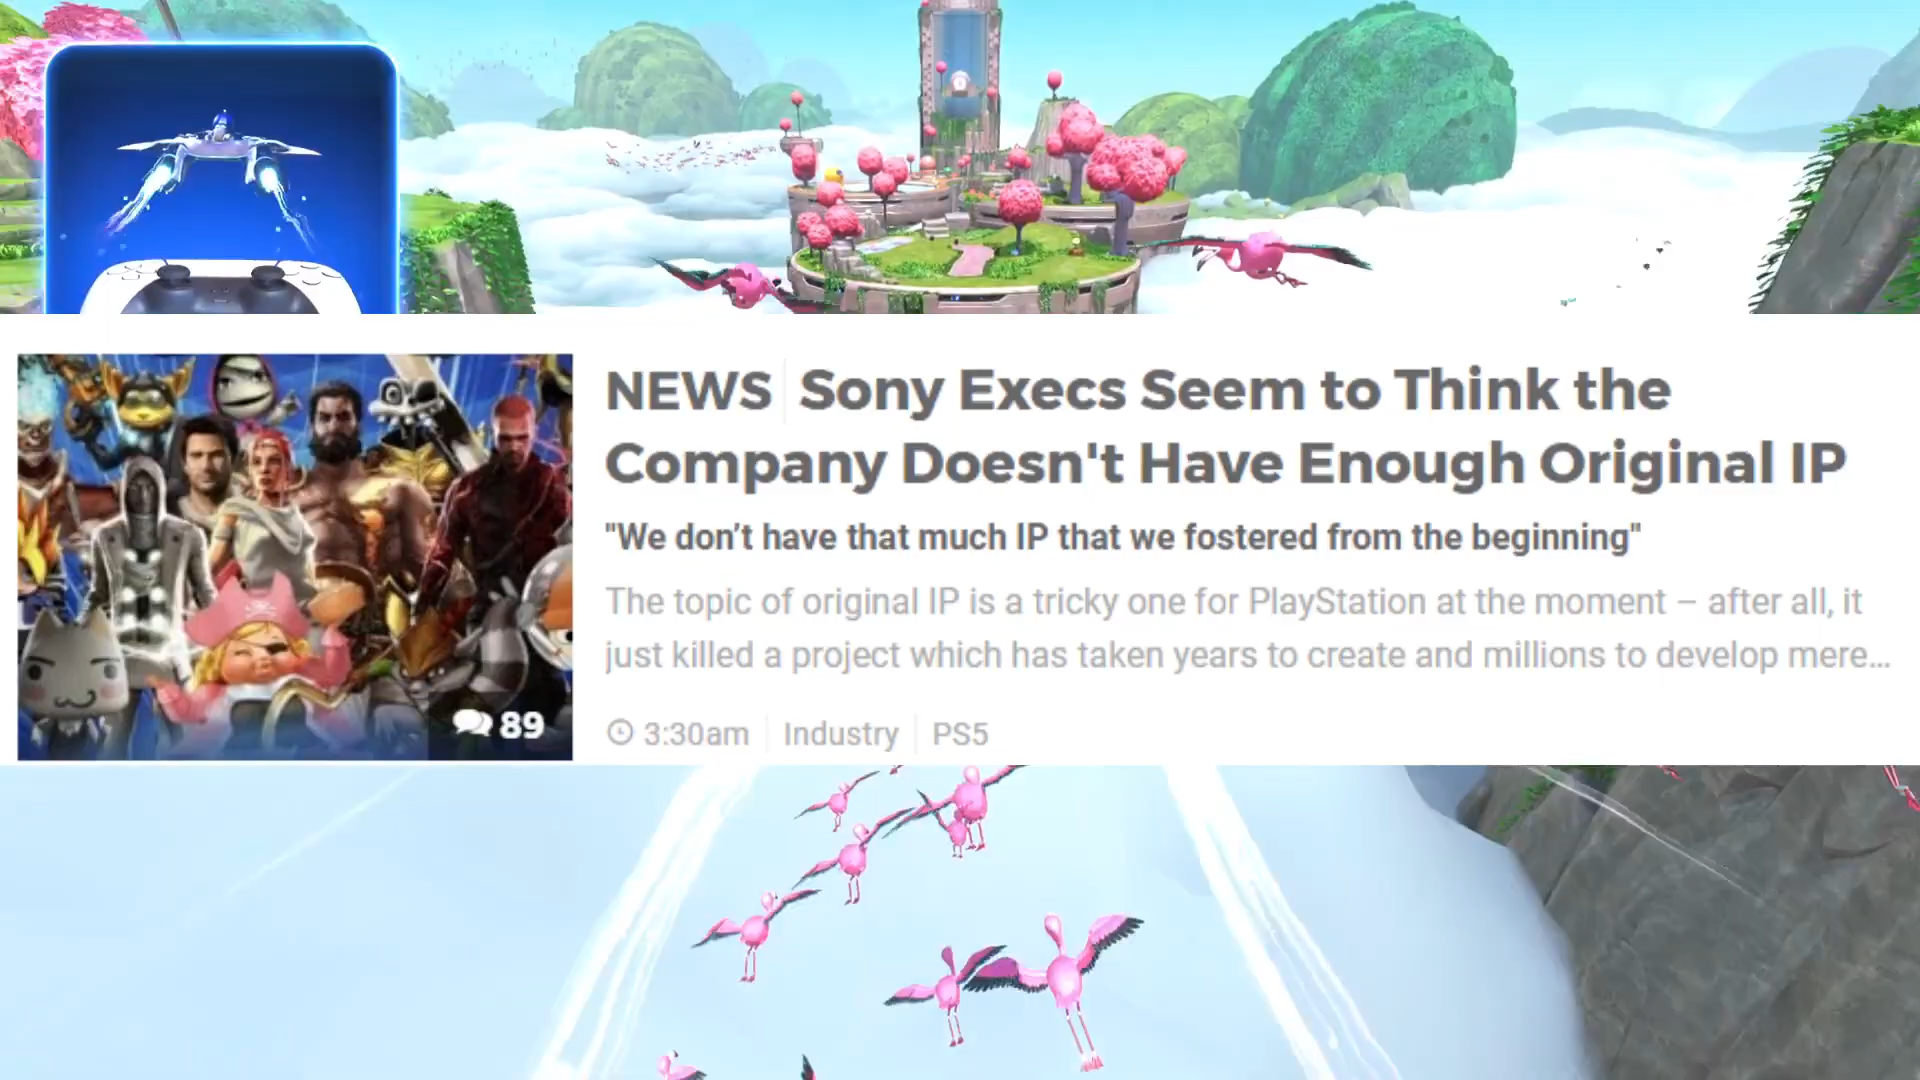 NEWS Sony Execs Seem to Think the
Company Doesn't Have Enough Original IP
"We don’t have that much IP that we fostered from the beginning"
The topic of original IP is a tricky one for PlayStation at the moment – after all, it
just killed a project which has taken years to create and millions to develop mere...
89
3:30am Industry PS5